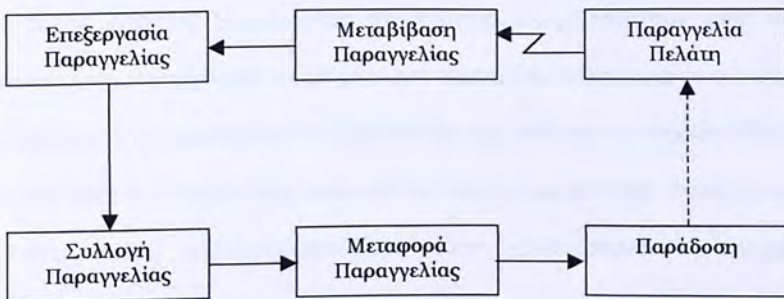 Επεξεργασία
Παραγγελίας
Μεταβίβαση
Παραγγελίας
Παραγγελία
Πελάτη
Συλλογή
Παραγγελίας
Μεταφορά
Παραγγελίας
Παράδοση